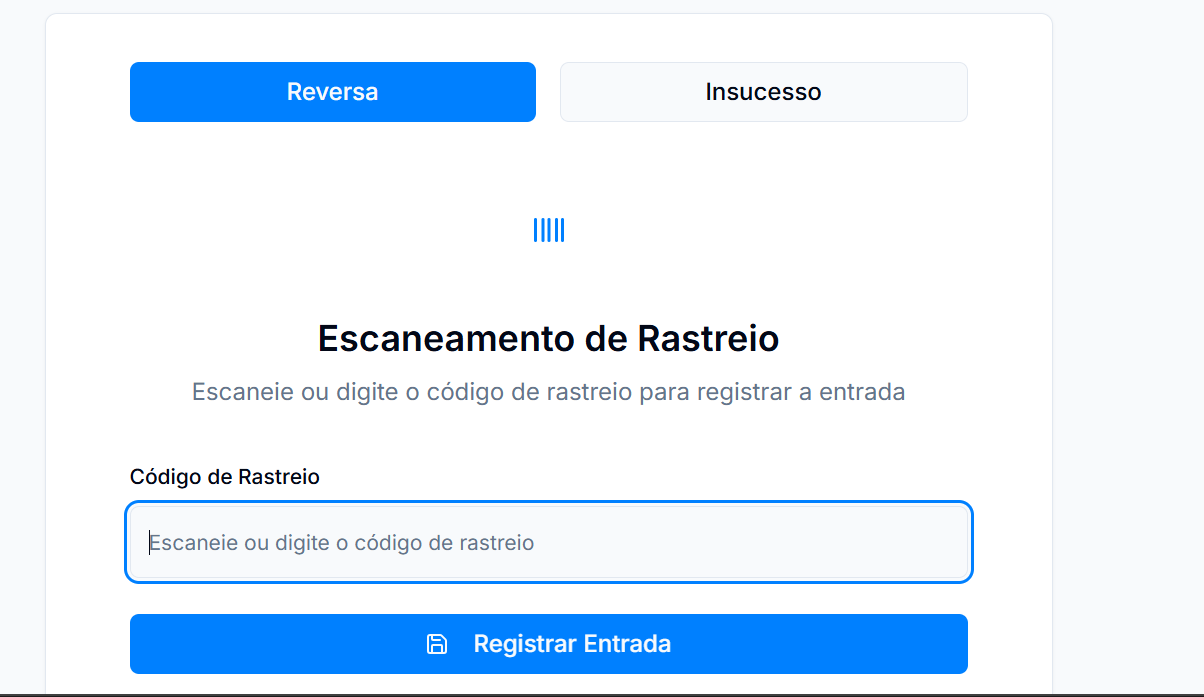 Reversa
Insucesso
Escaneamento de Rastreio
Escaneie ou digite o código de rastreio para registrar a entrada
Código de Rastreio
Escaneie ou digite o código de rastreio
Registrar Entrada